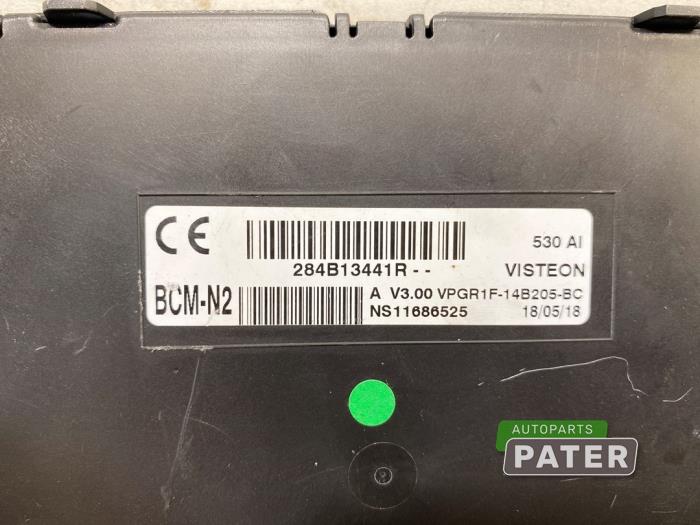 CE
530 AI
284B13441R - -
VISTEON
BCM-N2
A V3.00 VPGR1F-14B205-BC
NS11686525
18/05/18
AUTOPARTS
PATER